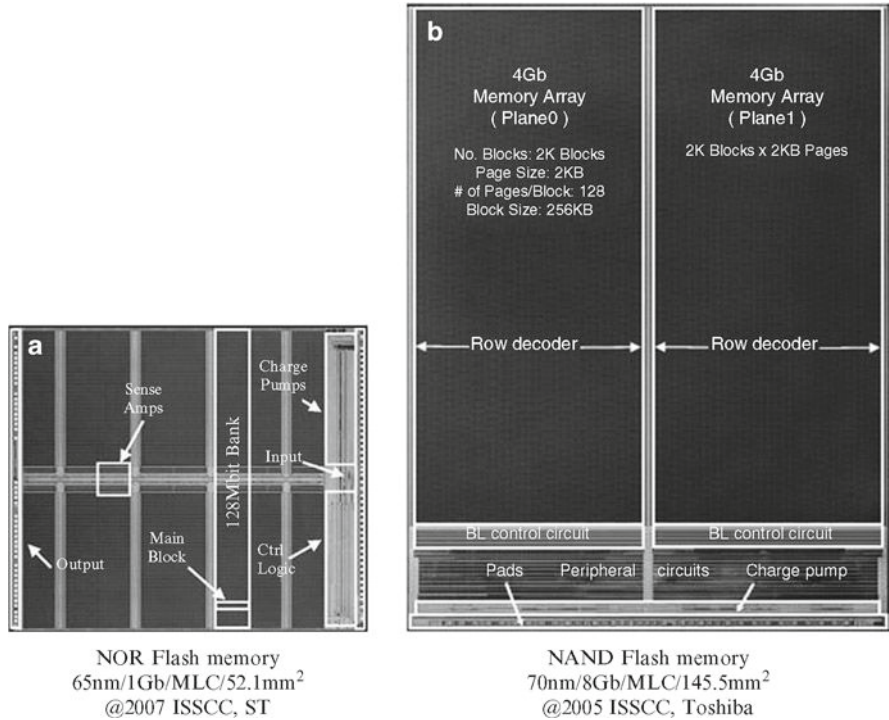 a
Sense
Amps
Charge
Pumps
Input
128Mbit Bank
Main
Block
Ctrl
Logic
Output
NOR Flash memory
65nm/1Gb/MLC/52.1mm²
@2007 ISSCC, ST
b
4Gb
Memory Array
( Plane0 )
No. Blocks: 2K Blocks
Page Size: 2KB
# of Pages/Block: 128
Block Size: 256KB
4Gb
Memory Array
( Plane1 )
2K Blocks x 2KB Pages
Row decoder
Row decoder
BL control circuit
BL control circuit
Pads Peripheral circuits Charge pump
NAND Flash memory
70nm/8Gb/MLC/145.5mm²
@2005 ISSCC, Toshiba